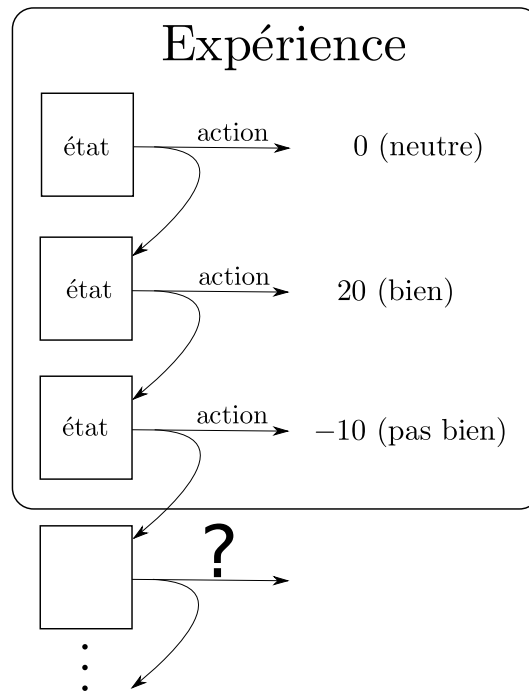 Expérience
état
action
0 (neutre)
état
action
20 (bien)
état
action
−10 (pas bien)
?